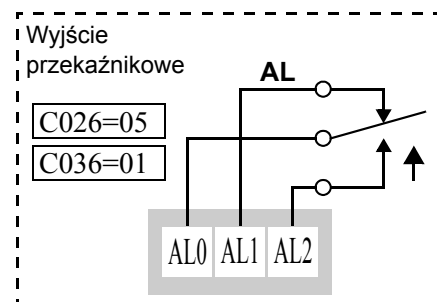 Wyjście
przekaźnikowe
AL
C026=05
C036=01
AL0 AL1 AL2